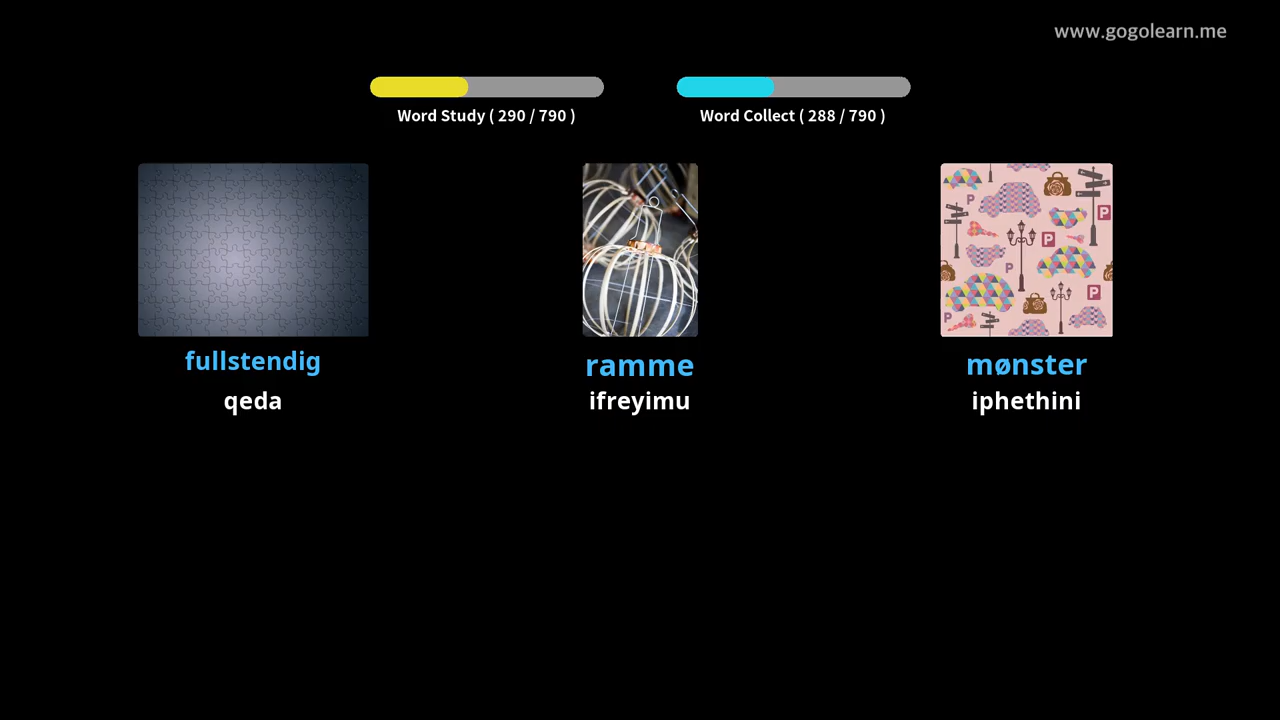 www.gogolearn.me
Word Study ( 290 / 790 )
Word Collect ( 288 / 790 )
fullstendig
qeda
ramme
ifreyimu
mønster
iphethini
P
P
P
P
P
P